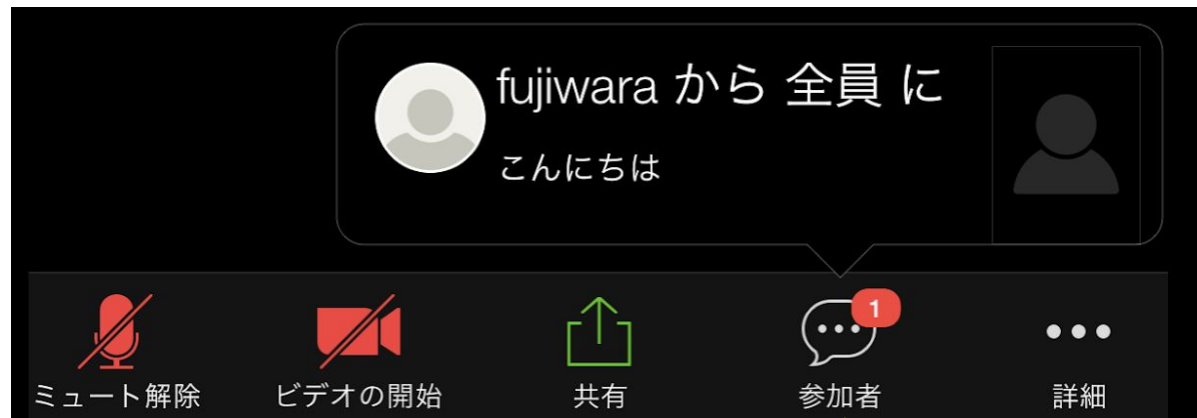 fujiwara から 全員 に
こんにちは
1
ミュート解除
ビデオの開始
共有
参加者
詳細